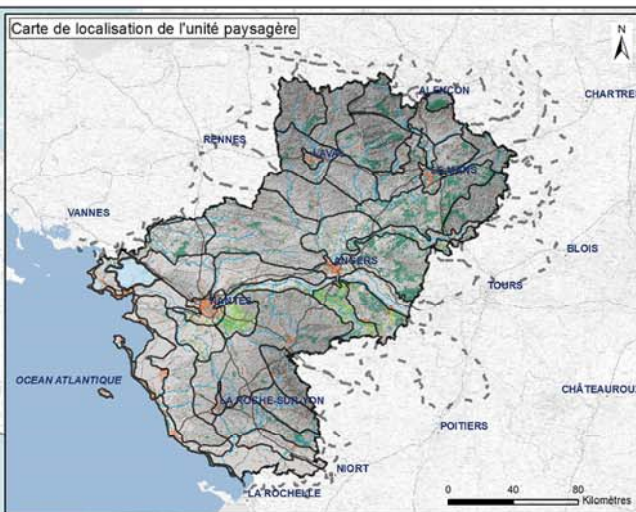 Carte de localisation de l'unité paysagère
N
ALENÇON
CHARTRES
RENNES
LAVAL
LE MANS
VANNES
BLOIS
ANGERS
TOURS
NANTES
OCEAN ATLANTIQUE
CHÂTEAUROUX
LA ROCHE-SUR-YON
POITIERS
NIORT
LA ROCHELLE
0 40 80
Kilomètres